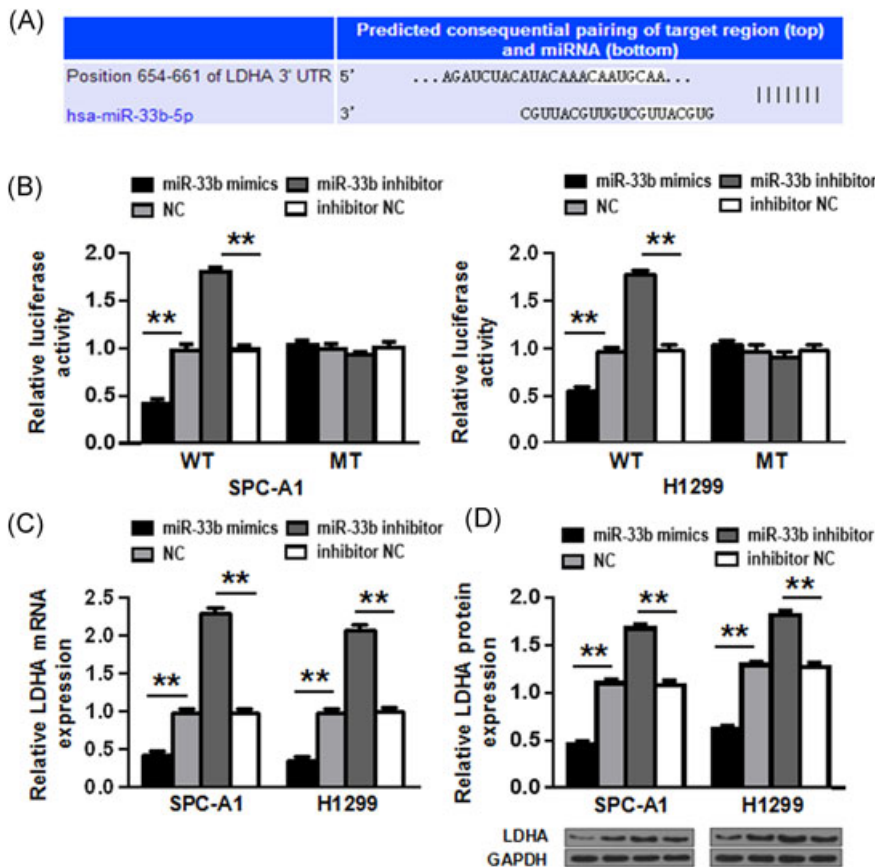 (A)
Predicted consequential pairing of target region (top)
and miRNA (bottom)
Position 654-661 of LDHA 3' UTR 5' ...AGAUCUACAUACAAACAAUGCAA...
|||||||
hsa-miR-33b-5p 3' CGUUACGUUGUCGUUACGUG
(B)
miR-33b mimics miR-33b inhibitor
NC inhibitor NC
Relative luciferase
activity
2.0
1.5
1.0
0.5
0.0
**
**
WT MT
SPC-A1
miR-33b mimics miR-33b inhibitor
NC inhibitor NC
Relative luciferase
activity
2.0
1.5
1.0
0.5
0.0
**
**
WT MT
H1299
(C)
miR-33b mimics miR-33b inhibitor
NC inhibitor NC
Relative LDHA mRNA
expression
2.5
2.0
1.5
1.0
0.5
0.0
**
**
**
**
SPC-A1 H1299
(D)
miR-33b mimics miR-33b inhibitor
NC inhibitor NC
Relative LDHA protein
expression
2.0
1.5
1.0
0.5
0.0
**
**
**
**
SPC-A1 H1299
LDHA
GAPDH